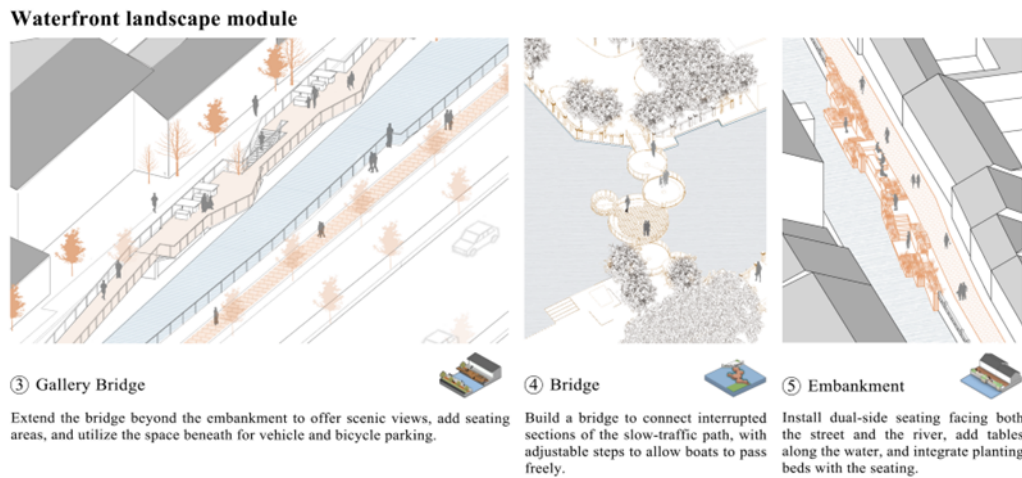 Waterfront landscape module
③ Gallery Bridge
Extend the bridge beyond the embankment to offer scenic views, add seating
areas, and utilize the space beneath for vehicle and bicycle parking.
④ Bridge
Build a bridge to connect interrupted
sections of the slow-traffic path, with
adjustable steps to allow boats to pass
freely.
⑤ Embankment
Install dual-side seating facing both
the street and the river, add tables
along the water, and integrate planting
beds with the seating.